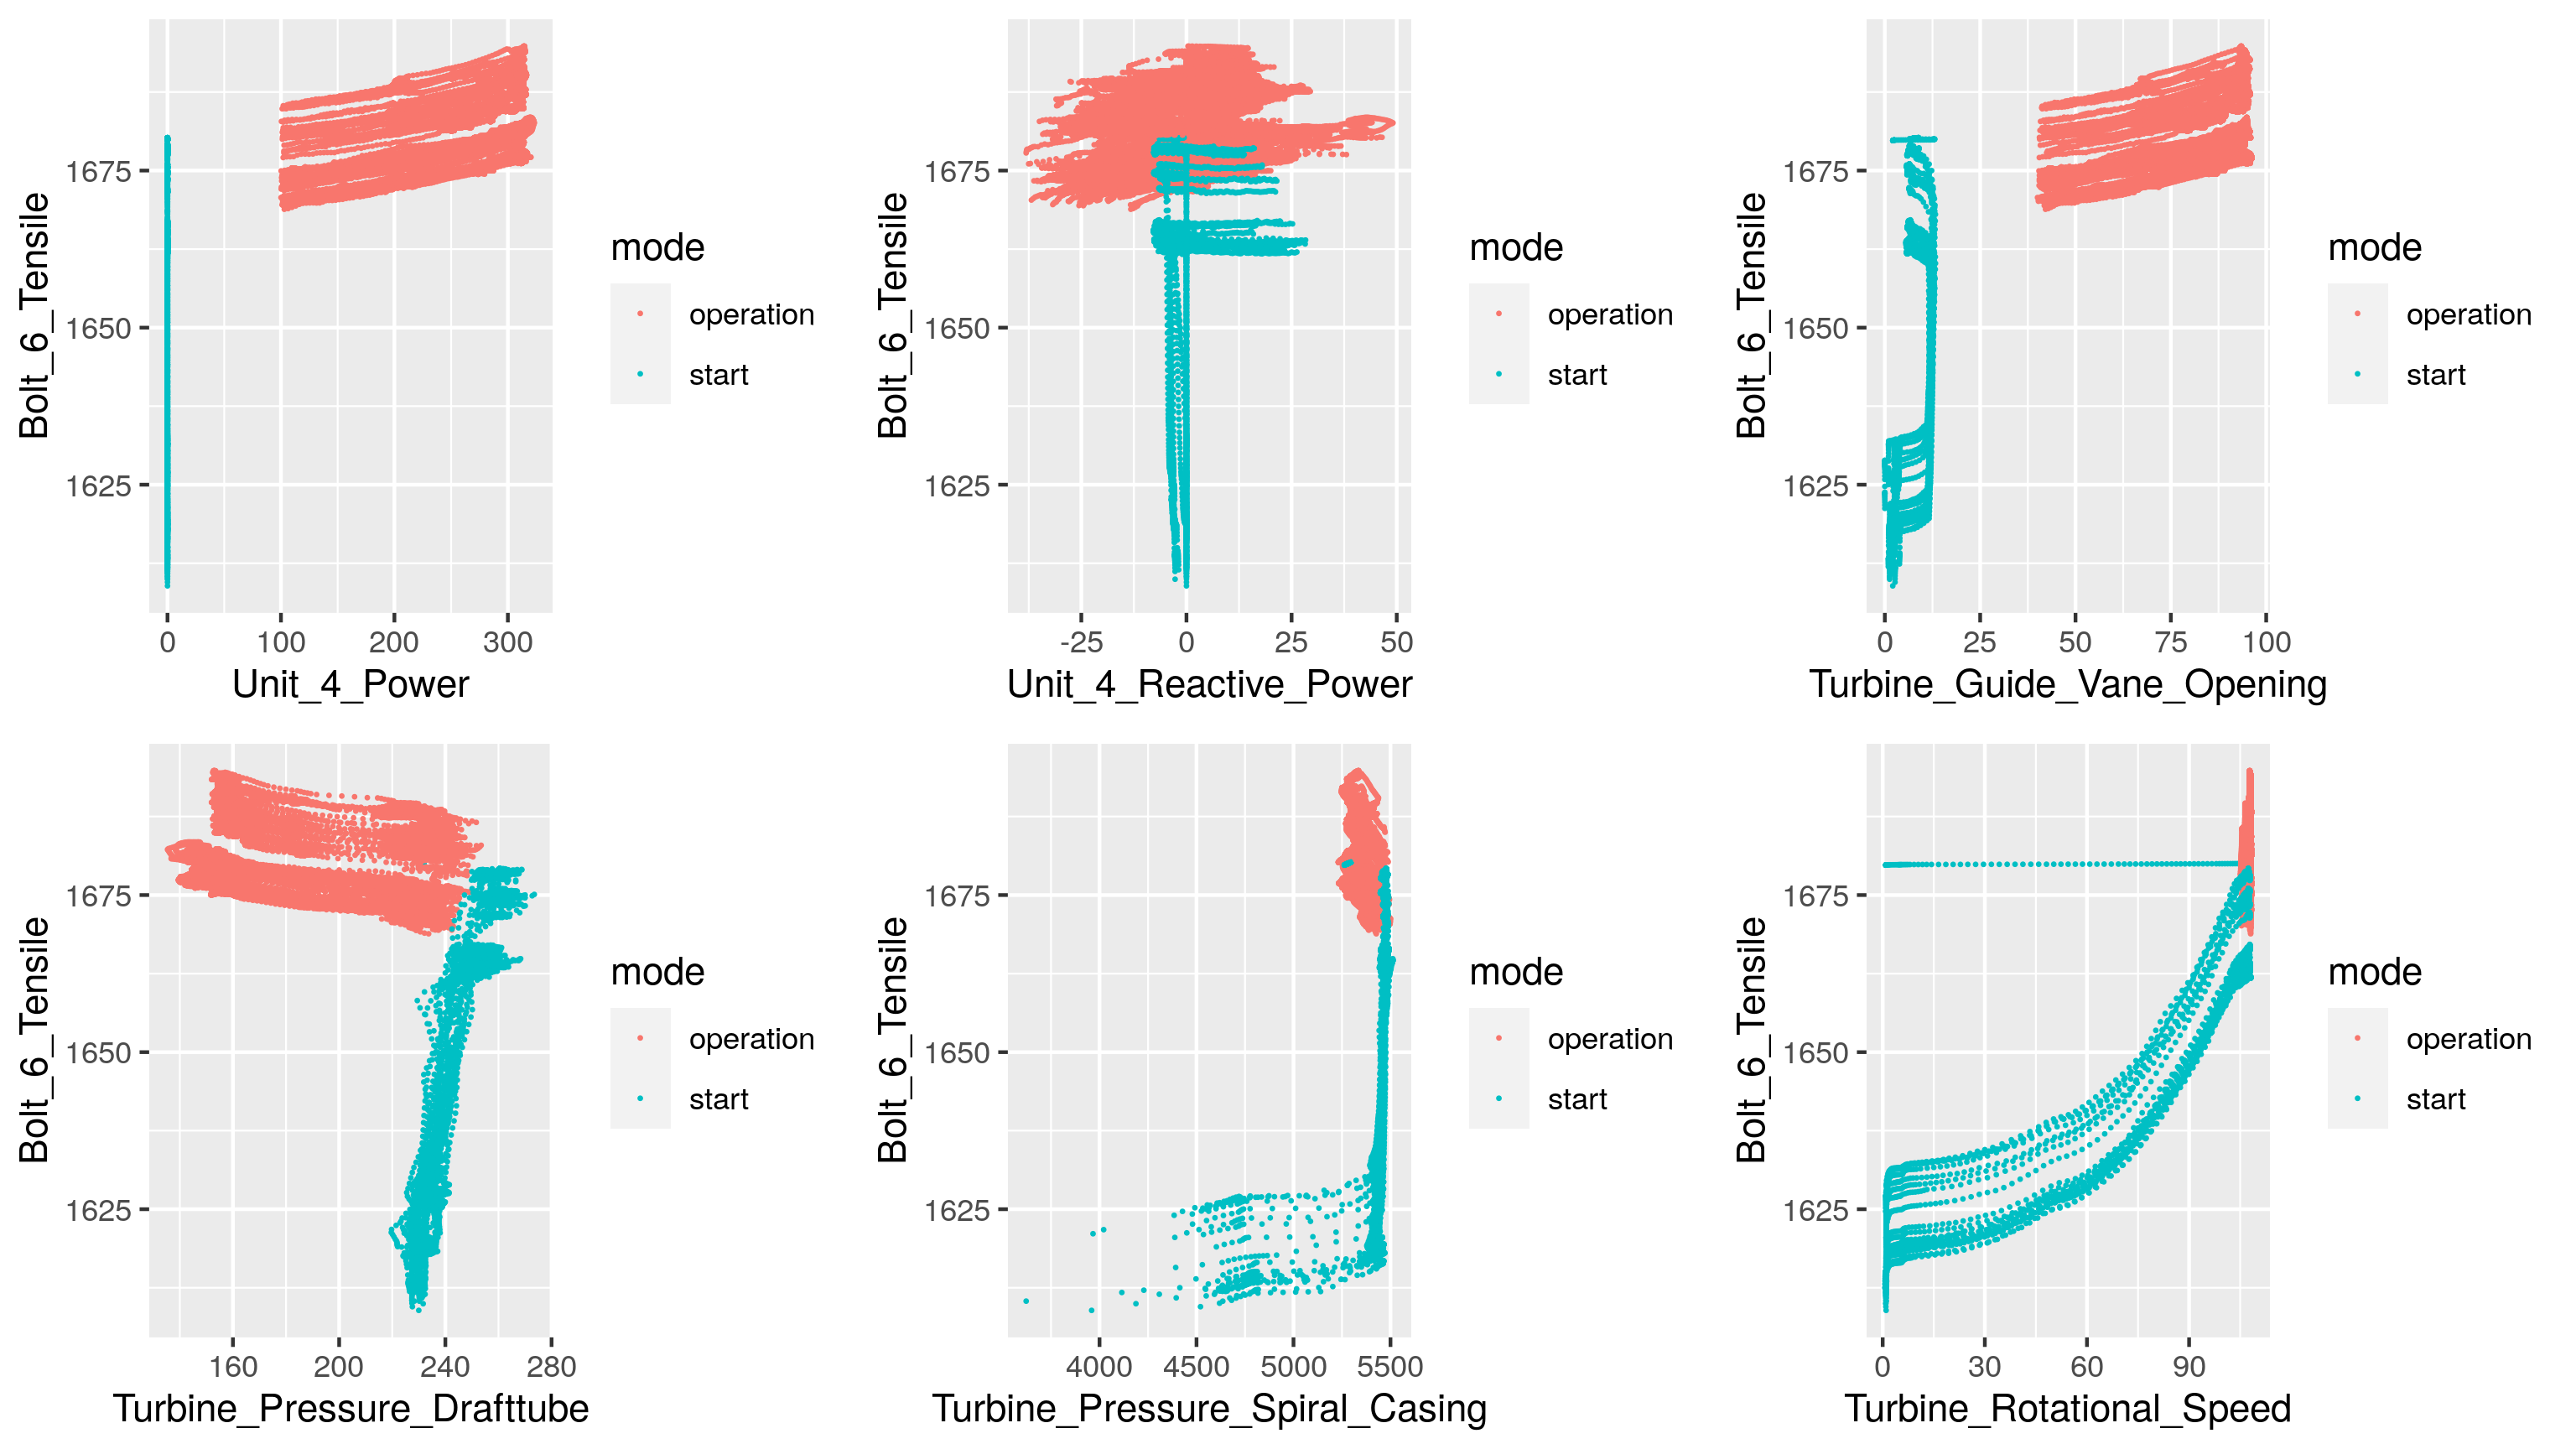 Bolt_6_Tensile
1675
1650
1625
0
100
200
300
Unit_4_Power
mode
operation
start
Bolt_6_Tensile
1675
1650
1625
-25
0
25
50
Unit_4_Reactive_Power
mode
operation
start
Bolt_6_Tensile
1675
1650
1625
0
25
50
75
100
Turbine_Guide_Vane_Opening
mode
operation
start
Bolt_6_Tensile
1675
1650
1625
160
200
240
280
Turbine_Pressure_Drafttube
mode
operation
start
Bolt_6_Tensile
1675
1650
1625
4000
4500
5000
5500
Turbine_Pressure_Spiral_Casing
mode
operation
start
Bolt_6_Tensile
1675
1650
1625
0
30
60
90
Turbine_Rotational_Speed
mode
operation
start